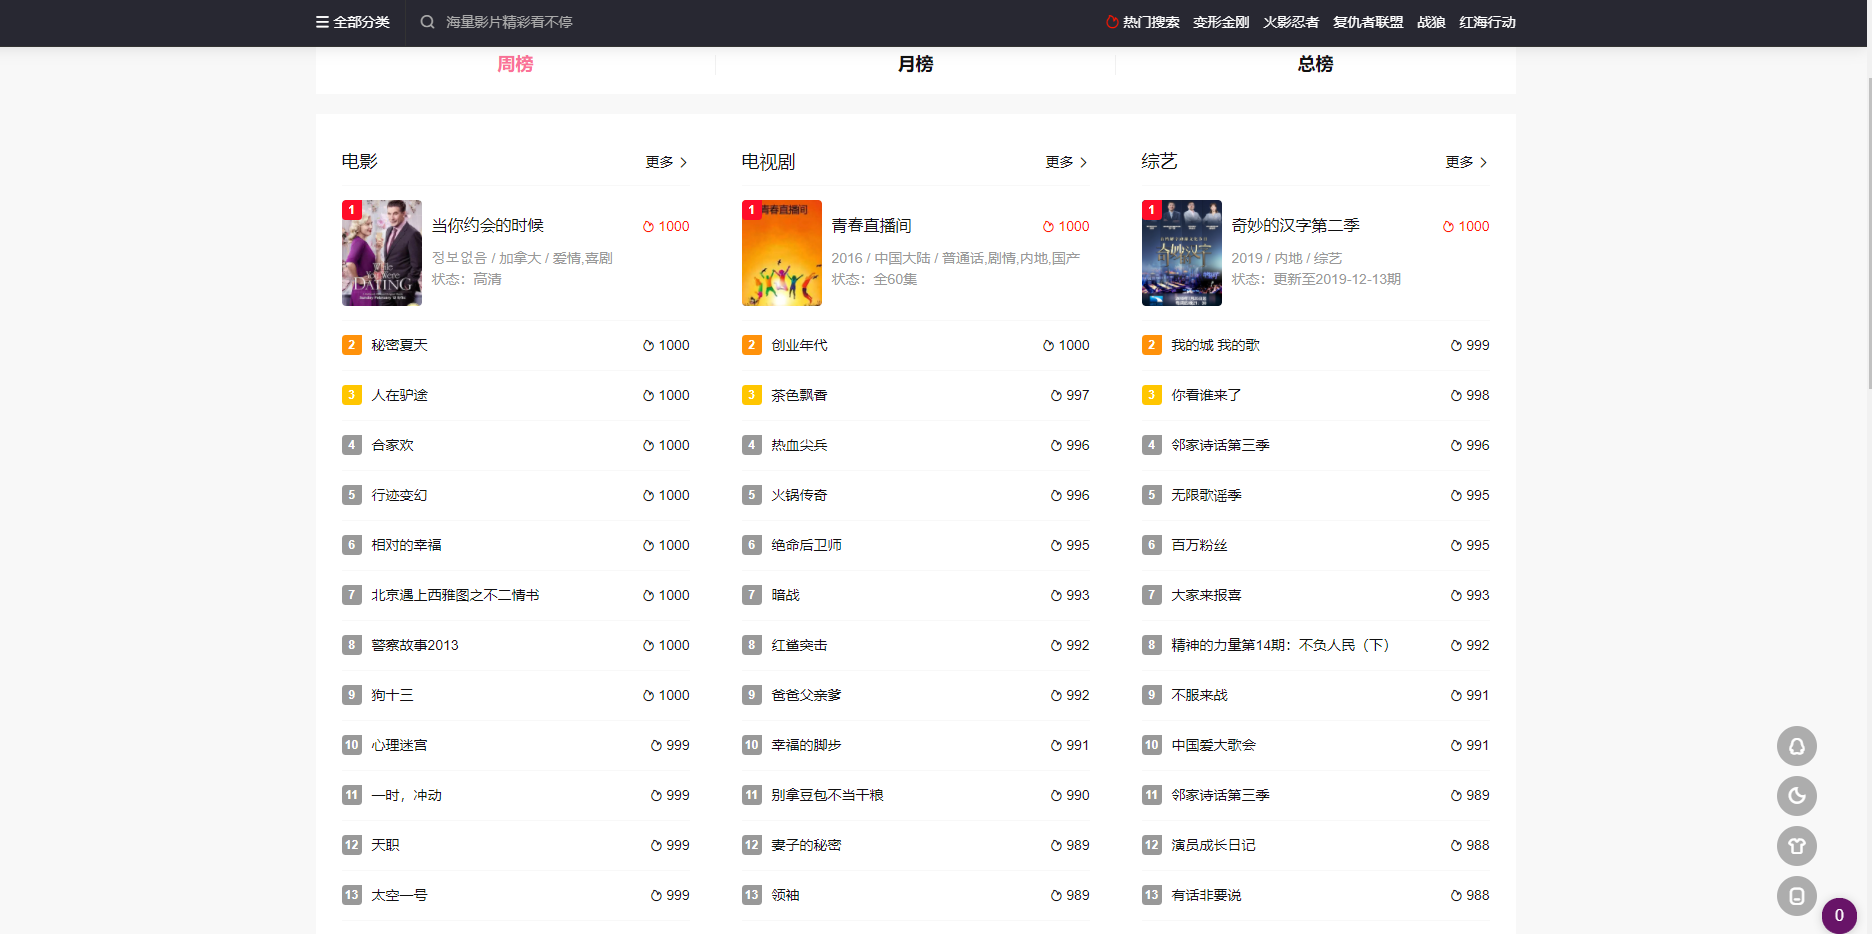 全部分类 海量影片精彩看不停 热门搜索 变形金刚 火影忍者 复仇者联盟 战狼 红海行动
周榜 月榜 总榜
电影 更多
1
当你约会的时候 1000
정보없음 / 加拿大 / 爱情,喜剧
状态：高清
While
You Were
DATING
2 秘密夏天 1000
3 人在驴途 1000
4 合家欢 1000
5 行迹变幻 1000
6 相对的幸福 1000
7 北京遇上西雅图之不二情书 1000
8 警察故事2013 1000
9 狗十三 1000
10 心理迷宫 999
11 一时，冲动 999
12 天职 999
13 太空一号 999
电视剧 更多
1 青春直播间
青春直播间 1000
2016 / 中国大陆 / 普通话,剧情,内地,国产
状态：全60集
2 创业年代 1000
3 茶色飘香 997
4 热血尖兵 996
5 火锅传奇 996
6 绝命后卫师 995
7 暗战 993
8 红鲨突击 992
9 爸爸父亲爹 992
10 幸福的脚步 991
11 别拿豆包不当干粮 990
12 妻子的秘密 989
13 领袖 989
综艺 更多
1
奇妙的汉字第二季 1000
2019 / 内地 / 综艺
状态：更新至2019-12-13期
奇妙汉字
2 我的城 我的歌 999
3 你看谁来了 998
4 邻家诗话第三季 996
5 无限歌谣季 995
6 百万粉丝 995
7 大家来报喜 993
8 精神的力量第14期：不负人民（下） 992
9 不服来战 991
10 中国爱大歌会 991
11 邻家诗话第三季 989
12 演员成长日记 988
13 有话非要说 988
0